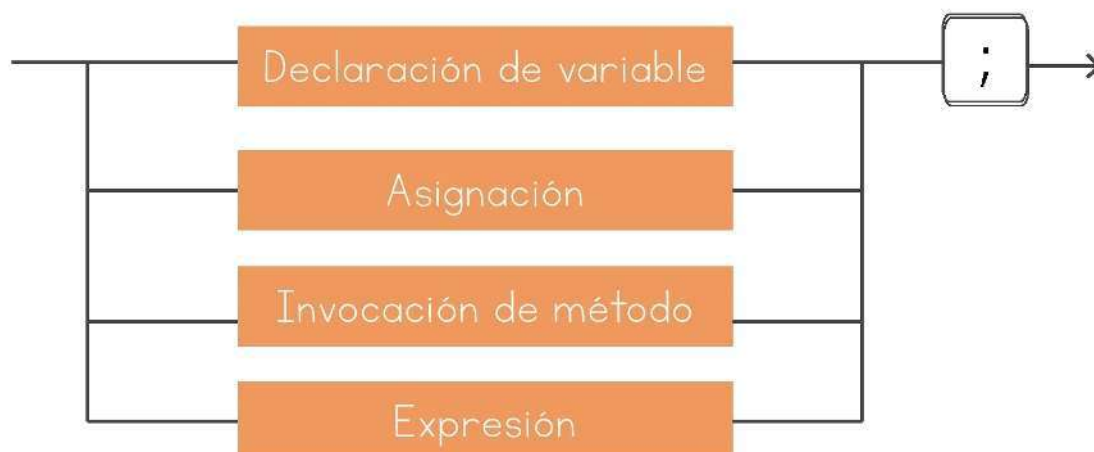 Declaración de variable
;
Asignación
Invocación de método
Expresión